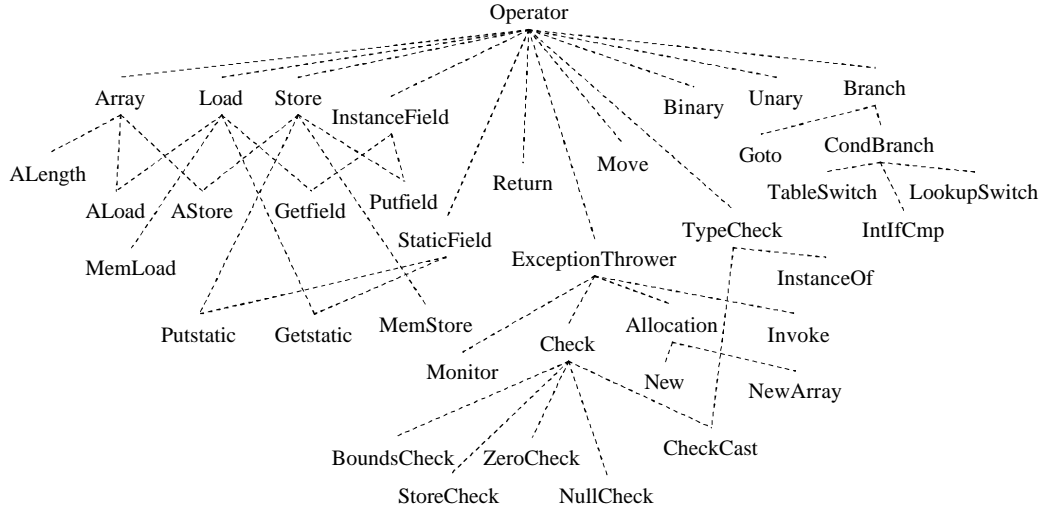 Operator
Array Load Store InstanceField Binary Unary Branch
ALength ALoad AStore Getfield Putfield Return Move Goto CondBranch
TableSwitch LookupSwitch
MemLoad StaticField TypeCheck IntIfCmp
ExceptionThrower InstanceOf
Putstatic Getstatic MemStore Allocation Invoke
Check
Monitor New NewArray
BoundsCheck ZeroCheck CheckCast
StoreCheck NullCheck